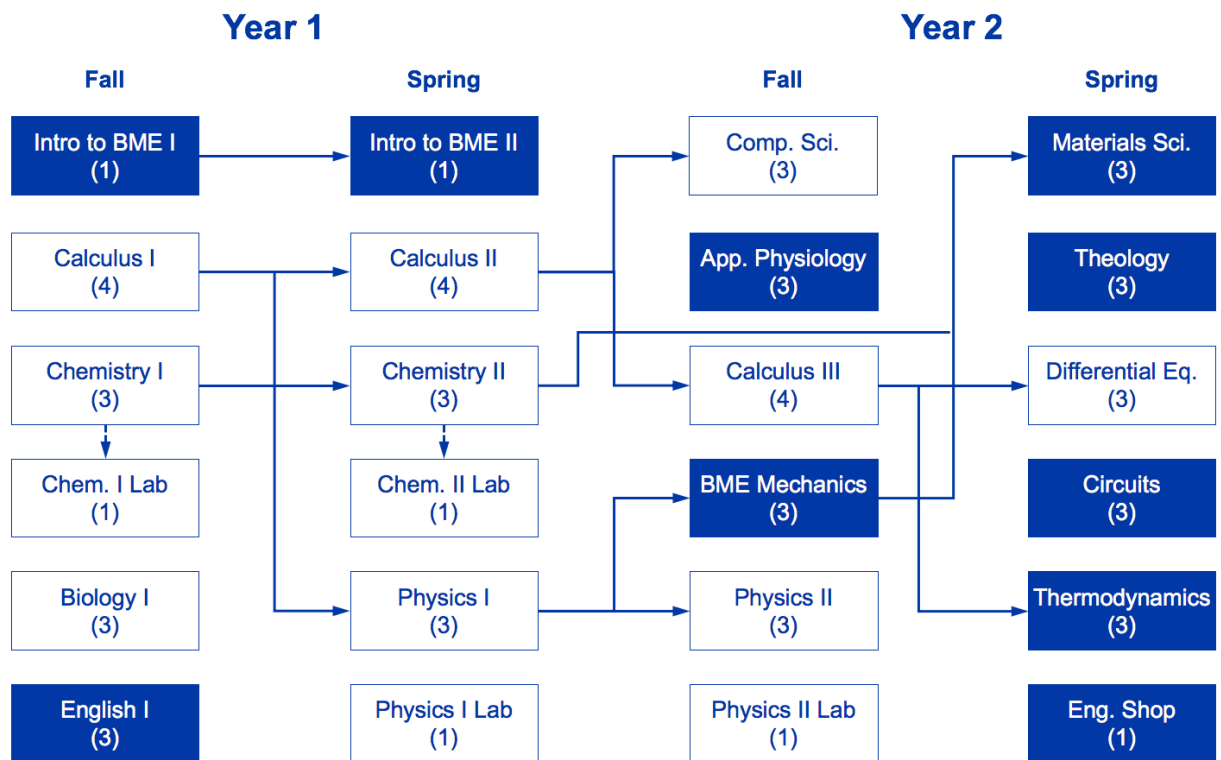 Year 1
Year 2
Fall
Spring
Fall
Spring
Intro to BME I
(1)
Intro to BME II
(1)
Comp. Sci.
(3)
Materials Sci.
(3)
Calculus I
(4)
Calculus II
(4)
App. Physiology
(3)
Theology
(3)
Chemistry I
(3)
Chemistry II
(3)
Calculus III
(4)
Differential Eq.
(3)
Chem. I Lab
(1)
Chem. II Lab
(1)
BME Mechanics
(3)
Circuits
(3)
Biology I
(3)
Physics I
(3)
Physics II
(3)
Thermodynamics
(3)
English I
(3)
Physics I Lab
(1)
Physics II Lab
(1)
Eng. Shop
(1)